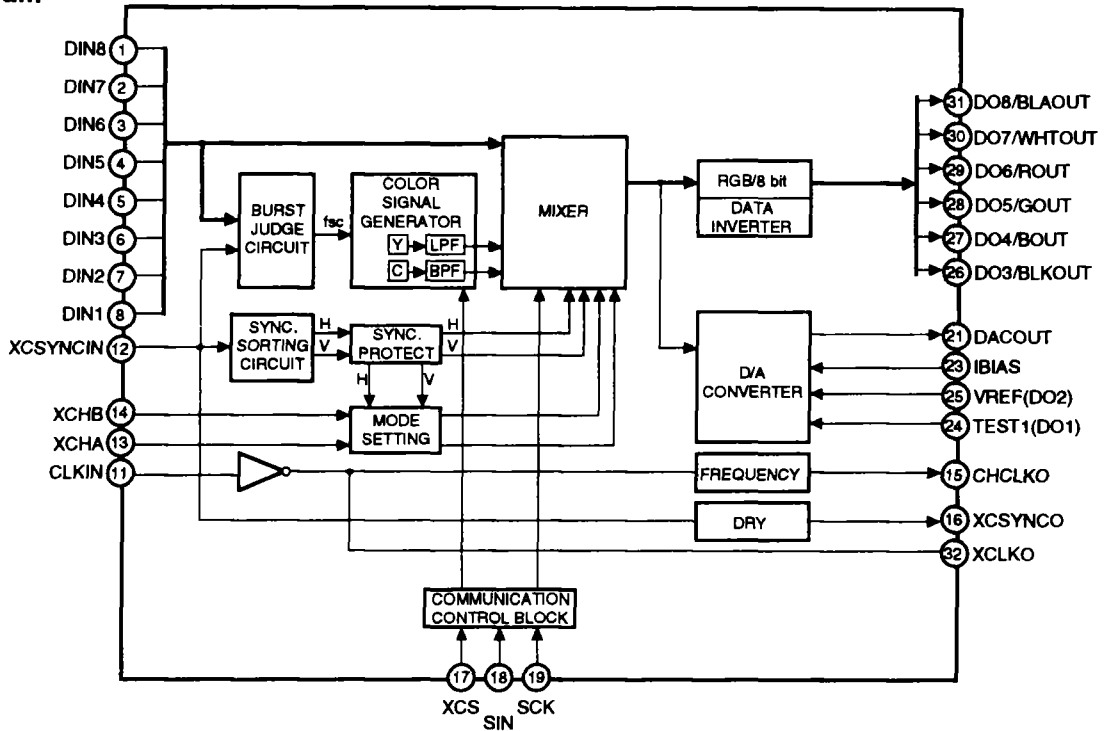 DIN8 1
DIN7 2
DIN6 3
DIN5 4
DIN4 5
DIN3 6
DIN2 7
DIN1 8
XCSYNCIN 12
XCHB 14
XCHA 13
CLKIN 11
BURST
JUDGE
CIRCUIT
fsc
COLOR
SIGNAL
GENERATOR
Y LPF
C BPF
MIXER
SYNC.
SORTING
CIRCUIT
H
V
SYNC.
PROTECT
H
V
H V
MODE
SETTING
RGB/8 bit
DATA
INVERTER
D/A
CONVERTER
FREQUENCY
DRY
COMMUNICATION
CONTROL BLOCK
31 DO8/BLAOUT
30 DO7/WHTOUT
29 DO6/ROUT
28 DO5/GOUT
27 DO4/BOUT
26 DO3/BLKOUT
21 DACOUT
23 IBIAS
25 VREF(DO2)
24 TEST1(DO1)
15 CHCLKO
16 XCSYNCO
32 XCLKO
17 18 19
XCS SIN SCK